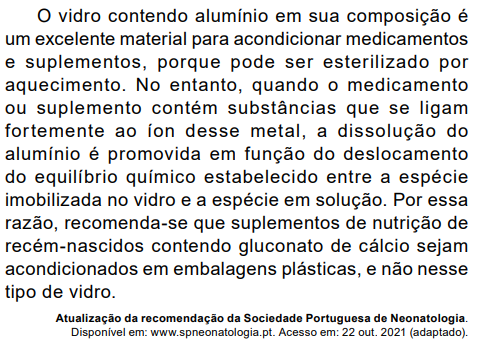 O vidro contendo alumínio em sua composição é
um excelente material para acondicionar medicamentos
e suplementos, porque pode ser esterilizado por
aquecimento. No entanto, quando o medicamento
ou suplemento contém substâncias que se ligam
fortemente ao íon desse metal, a dissolução do
alumínio é promovida em função do deslocamento
do equilíbrio químico estabelecido entre a espécie
imobilizada no vidro e a espécie em solução. Por essa
razão, recomenda-se que suplementos de nutrição de
recém-nascidos contendo gluconato de cálcio sejam
acondicionados em embalagens plásticas, e não nesse
tipo de vidro.
Atualização da recomendação da Sociedade Portuguesa de Neonatologia.
Disponível em: www.spneonatologia.pt. Acesso em: 22 out. 2021 (adaptado).